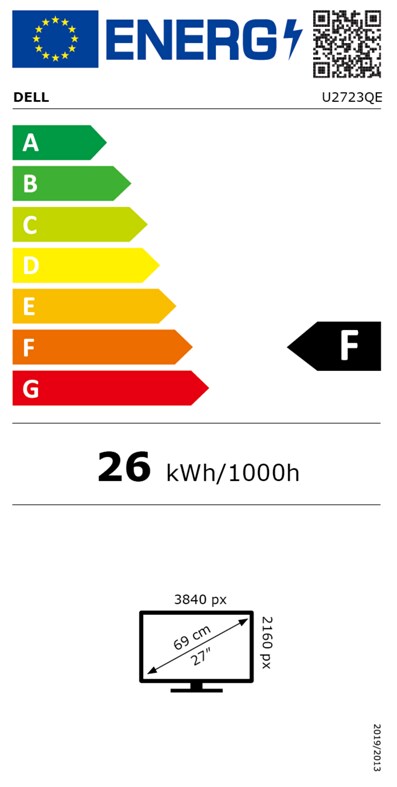 ENERG
DELL U2723QE
A
B
C
D
E
F
F
G
26 kWh/1000h
3840 px
2160 px
69 cm
27”
2019/2013